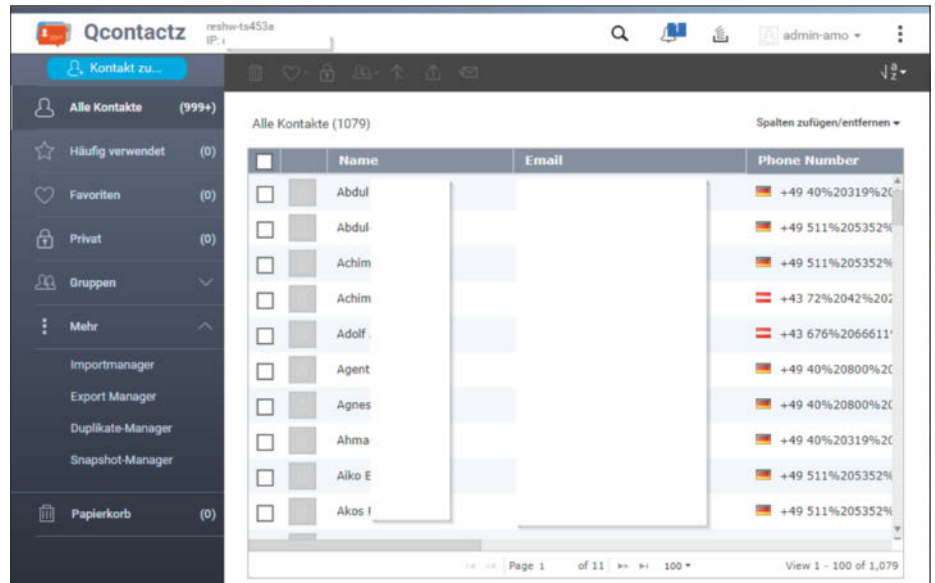 Qcontactz
reshw-ts453a
IP:
admin-amo
Kontakt zu...
Alle Kontakte (999+)
Häufig verwendet (0)
Favoriten (0)
Privat (0)
Gruppen
Mehr
Importmanager
Export Manager
Duplikate-Manager
Snapshot-Manager
Papierkorb (0)
Alle Kontakte (1079)
Spalten zufügen/entfernen
Name Email Phone Number
Abdul +49 40%20319%20
Abdul +49 511%205352%
Achim +49 511%205352%
Achim +43 72%2042%202
Adolf +43 676%2066611
Agent +49 40%20800%20
Agnes +49 40%20800%20
Ahma +49 40%20319%20
Aiko E +49 511%205352%
Akos +49 511%205352%
Page 1 of 11 100 View 1 - 100 of 1,079